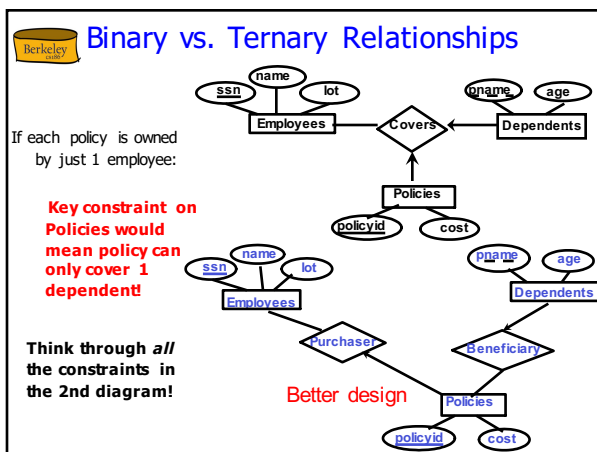 Berkeley
cs186
Binary vs. Ternary Relationships
name
ssn
lot
Employees
Covers
pname
age
Dependents
If each policy is owned
by just 1 employee:
Policies
policyid
cost
Key constraint on
Policies would
mean policy can
only cover 1
dependent!
name
ssn
lot
Employees
pname
age
Dependents
Purchaser
Beneficiary
Think through all
the constraints in
the 2nd diagram!
Better design
Policies
policyid
cost